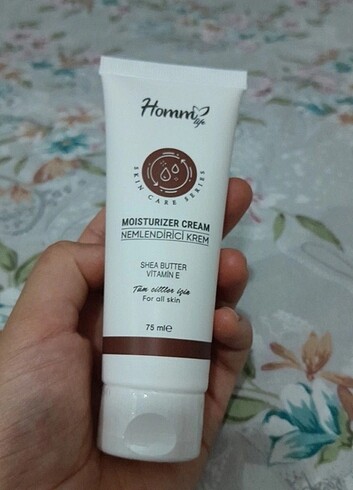 Homm life
SKIN CARE SERIES
MOISTURIZER CREAM
NEMLENDİRİCİ KREM
SHEA BUTTER
VITAMIN E
Tüm ciltler için
For all skin
75 ml℮